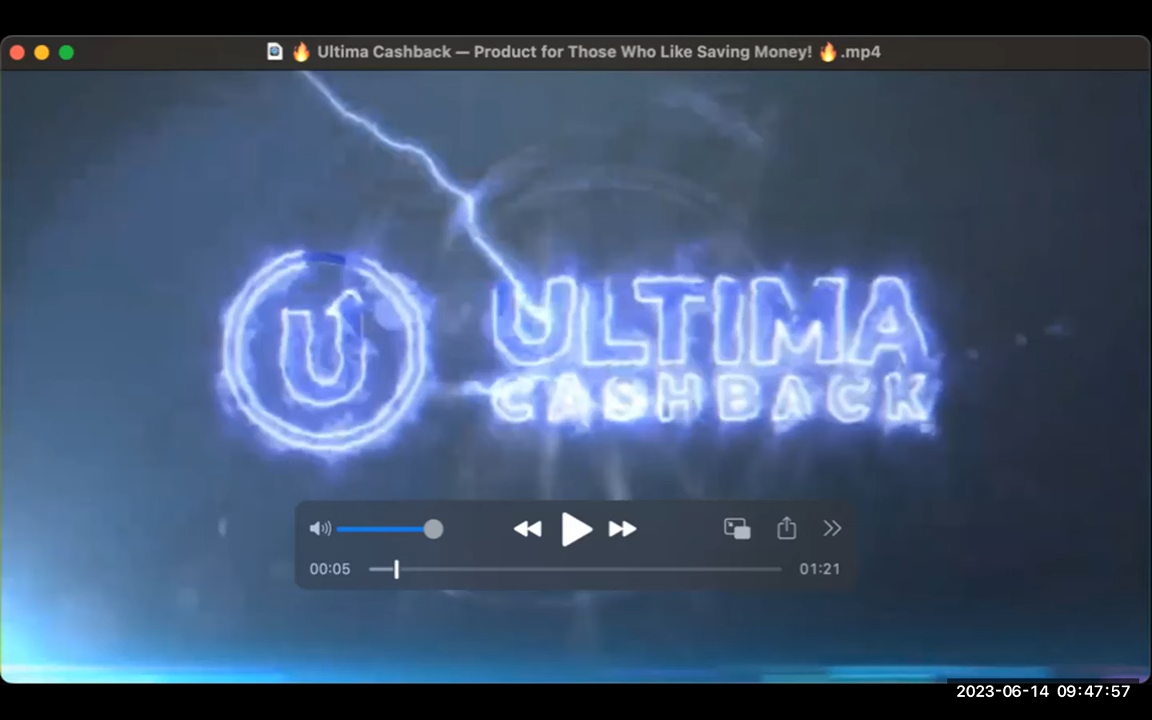 🔥 Ultima Cashback — Product for Those Who Like Saving Money! 🔥.mp4
U ULTIMA
CASHBACK
00:05 01:21
2023-06-14 09:47:57